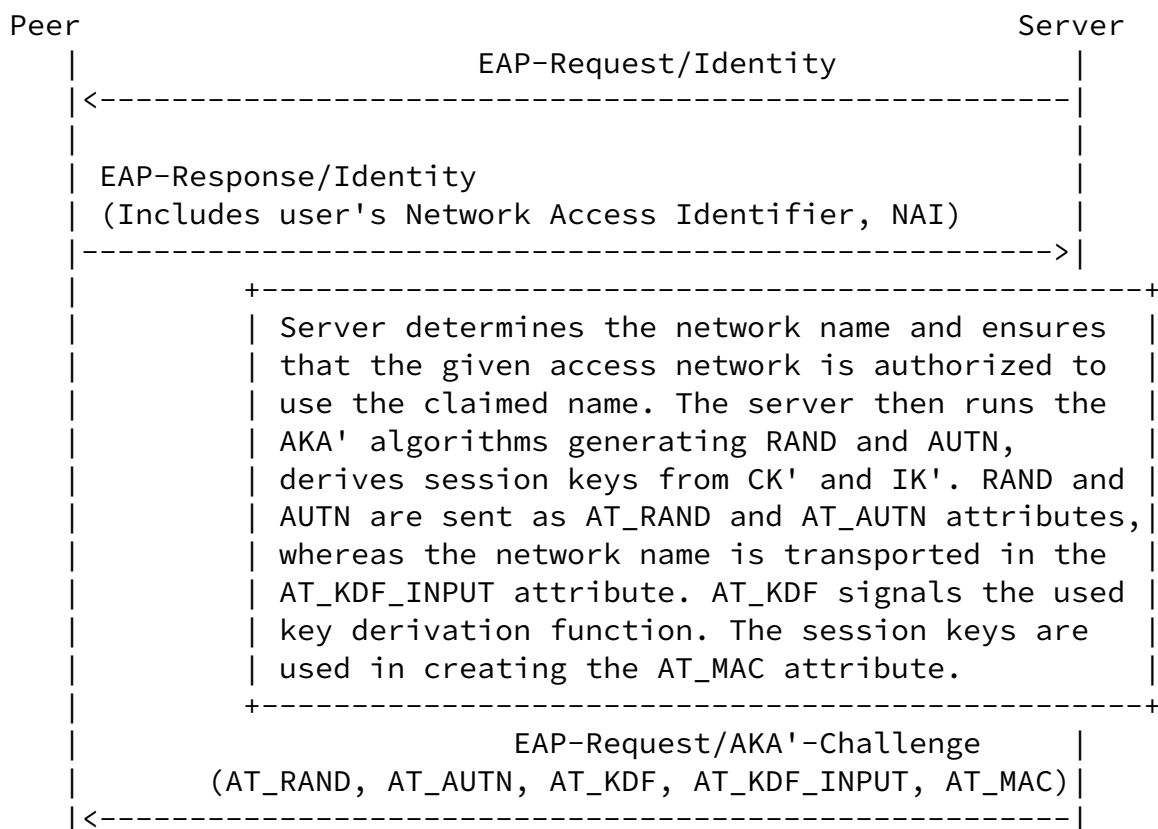 Peer Server
EAP-Request/Identity
EAP-Response/Identity
(Includes user's Network Access Identifier, NAI)
Server determines the network name and ensures
that the given access network is authorized to
use the claimed name. The server then runs the
AKA' algorithms generating RAND and AUTN,
derives session keys from CK' and IK'. RAND and
AUTN are sent as AT_RAND and AT_AUTN attributes,
whereas the network name is transported in the
AT_KDF_INPUT attribute. AT_KDF signals the used
key derivation function. The session keys are
used in creating the AT_MAC attribute.
EAP-Request/AKA'-Challenge
(AT_RAND, AT_AUTN, AT_KDF, AT_KDF_INPUT, AT_MAC)